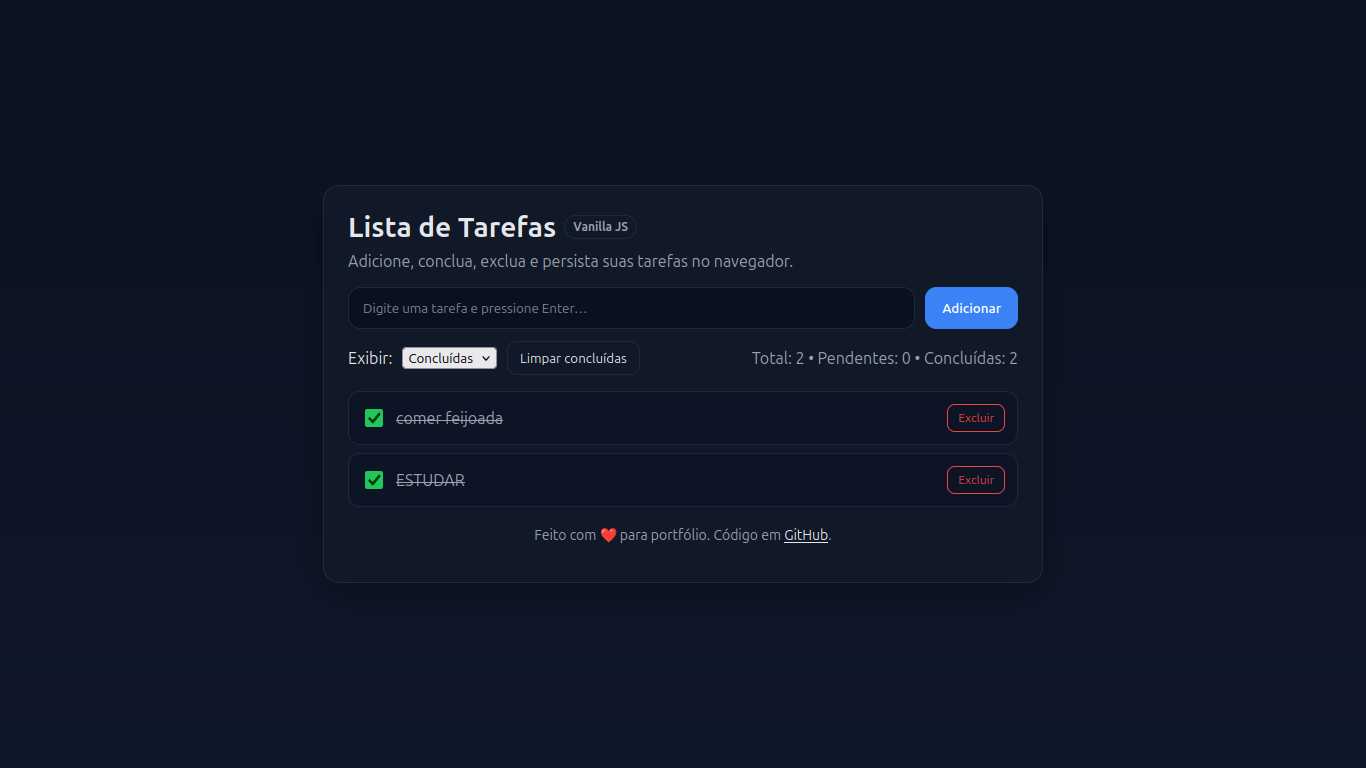 Lista de Tarefas Vanilla JS
Adicione, conclua, exclua e persista suas tarefas no navegador.
Digite uma tarefa e pressione Enter... Adicionar
Exibir: Concluídas Limpar concluídas Total: 2 • Pendentes: 0 • Concluídas: 2
comer feijoada Excluir
ESTUDAR Excluir
Feito com ❤️ para portfólio. Código em GitHub.